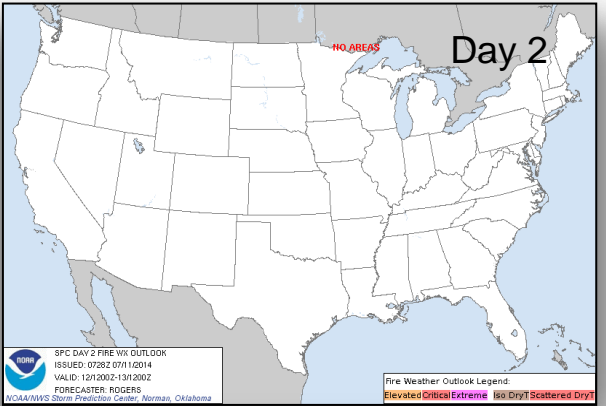 NO AREAS
Day 2
NOAA
SPC DAY 2 FIRE WX OUTLOOK
ISSUED: 0728Z 07/11/2014
VALID: 12/1200Z-13/1200Z
FORECASTER: ROGERS
NOAA/NWS Storm Prediction Center, Norman, Oklahoma
Fire Weather Outlook Legend:
Elevated Critical Extreme Iso DryT Scattered DryT